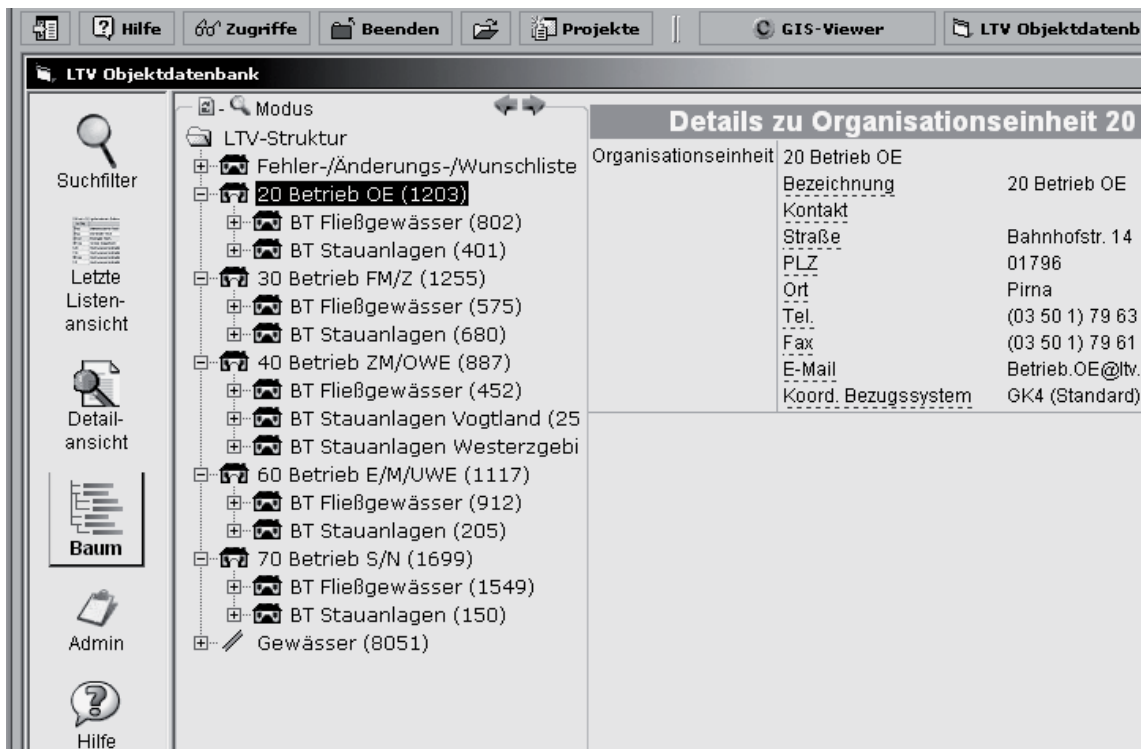 Hilfe Zugriffe Beenden Projekte GIS-Viewer LTV Objektdatenb
LTV Objektdatenbank
Suchfilter
Letzte
Listen-
ansicht
Detail-
ansicht
Baum
Admin
Hilfe
- Modus
LTV-Struktur
Fehler-/Änderungs-/Wunschliste
20 Betrieb OE (1203)
BT Fließgewässer (802)
BT Stauanlagen (401)
30 Betrieb FM/Z (1255)
BT Fließgewässer (575)
BT Stauanlagen (680)
40 Betrieb ZM/OWE (887)
BT Fließgewässer (452)
BT Stauanlagen Vogtland (25
BT Stauanlagen Westerzgebi
60 Betrieb E/M/UWE (1117)
BT Fließgewässer (912)
BT Stauanlagen (205)
70 Betrieb S/N (1699)
BT Fließgewässer (1549)
BT Stauanlagen (150)
Gewässer (8051)
Details zu Organisationseinheit 20
Organisationseinheit 20 Betrieb OE
Bezeichnung 20 Betrieb OE
Kontakt
Straße Bahnhofstr. 14
PLZ 01796
Ort Pirna
Tel. (03 50 1) 79 63
Fax (03 50 1) 79 61
E-Mail Betrieb.OE@ltv.
Koord. Bezugssystem GK4 (Standard)